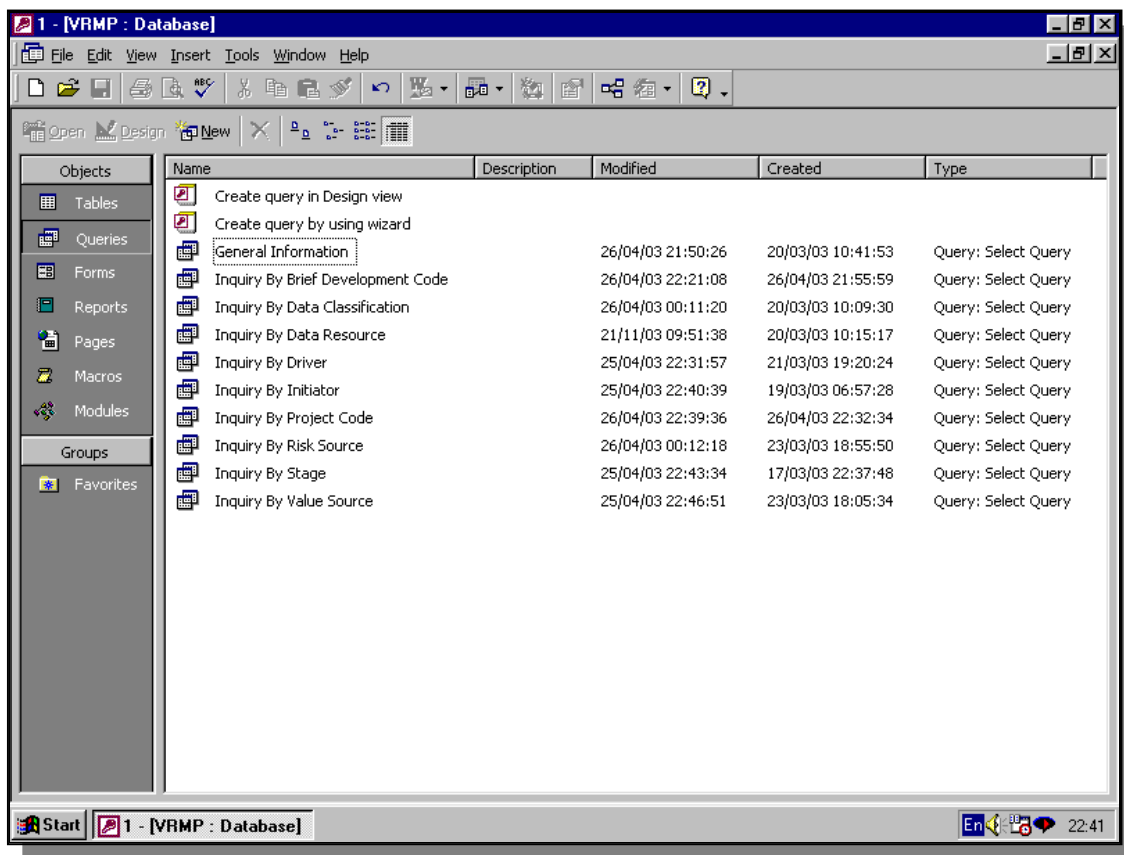 1 - [VRMP : Database]
File Edit View Insert Tools Window Help
ABC
Open Design New
Objects Name Description Modified Created Type
Tables Create query in Design view
Create query by using wizard
Queries General Information 26/04/03 21:50:26 20/03/03 10:41:53 Query: Select Query
Forms Inquiry By Brief Development Code 26/04/03 22:21:08 26/04/03 21:55:59 Query: Select Query
Reports Inquiry By Data Classification 26/04/03 00:11:20 20/03/03 10:09:30 Query: Select Query
Pages Inquiry By Data Resource 21/11/03 09:51:38 20/03/03 10:15:17 Query: Select Query
Inquiry By Driver 25/04/03 22:31:57 21/03/03 19:20:24 Query: Select Query
Macros Inquiry By Initiator 25/04/03 22:40:39 19/03/03 06:57:28 Query: Select Query
Modules Inquiry By Project Code 26/04/03 22:39:36 26/04/03 22:32:34 Query: Select Query
Groups Inquiry By Risk Source 26/04/03 00:12:18 23/03/03 18:55:50 Query: Select Query
Favorites Inquiry By Stage 25/04/03 22:43:34 17/03/03 22:37:48 Query: Select Query
Inquiry By Value Source 25/04/03 22:46:51 23/03/03 18:05:34 Query: Select Query
Start 1 - [VRMP : Database] En 22:41